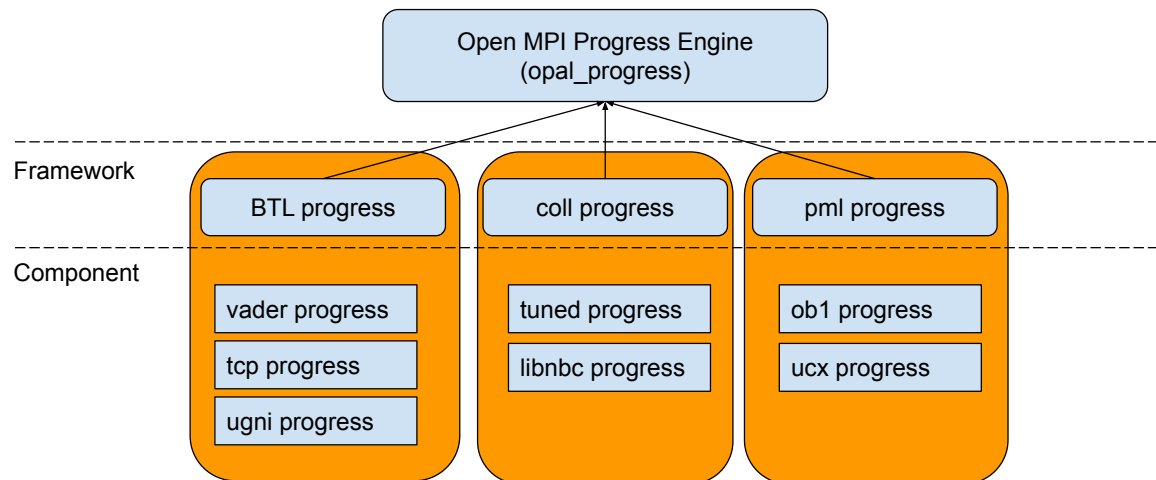 Open MPI Progress Engine
(opal_progress)
Framework
BTL progress
coll progress
pml progress
Component
vader progress
tuned progress
ob1 progress
tcp progress
libnbc progress
ucx progress
ugni progress